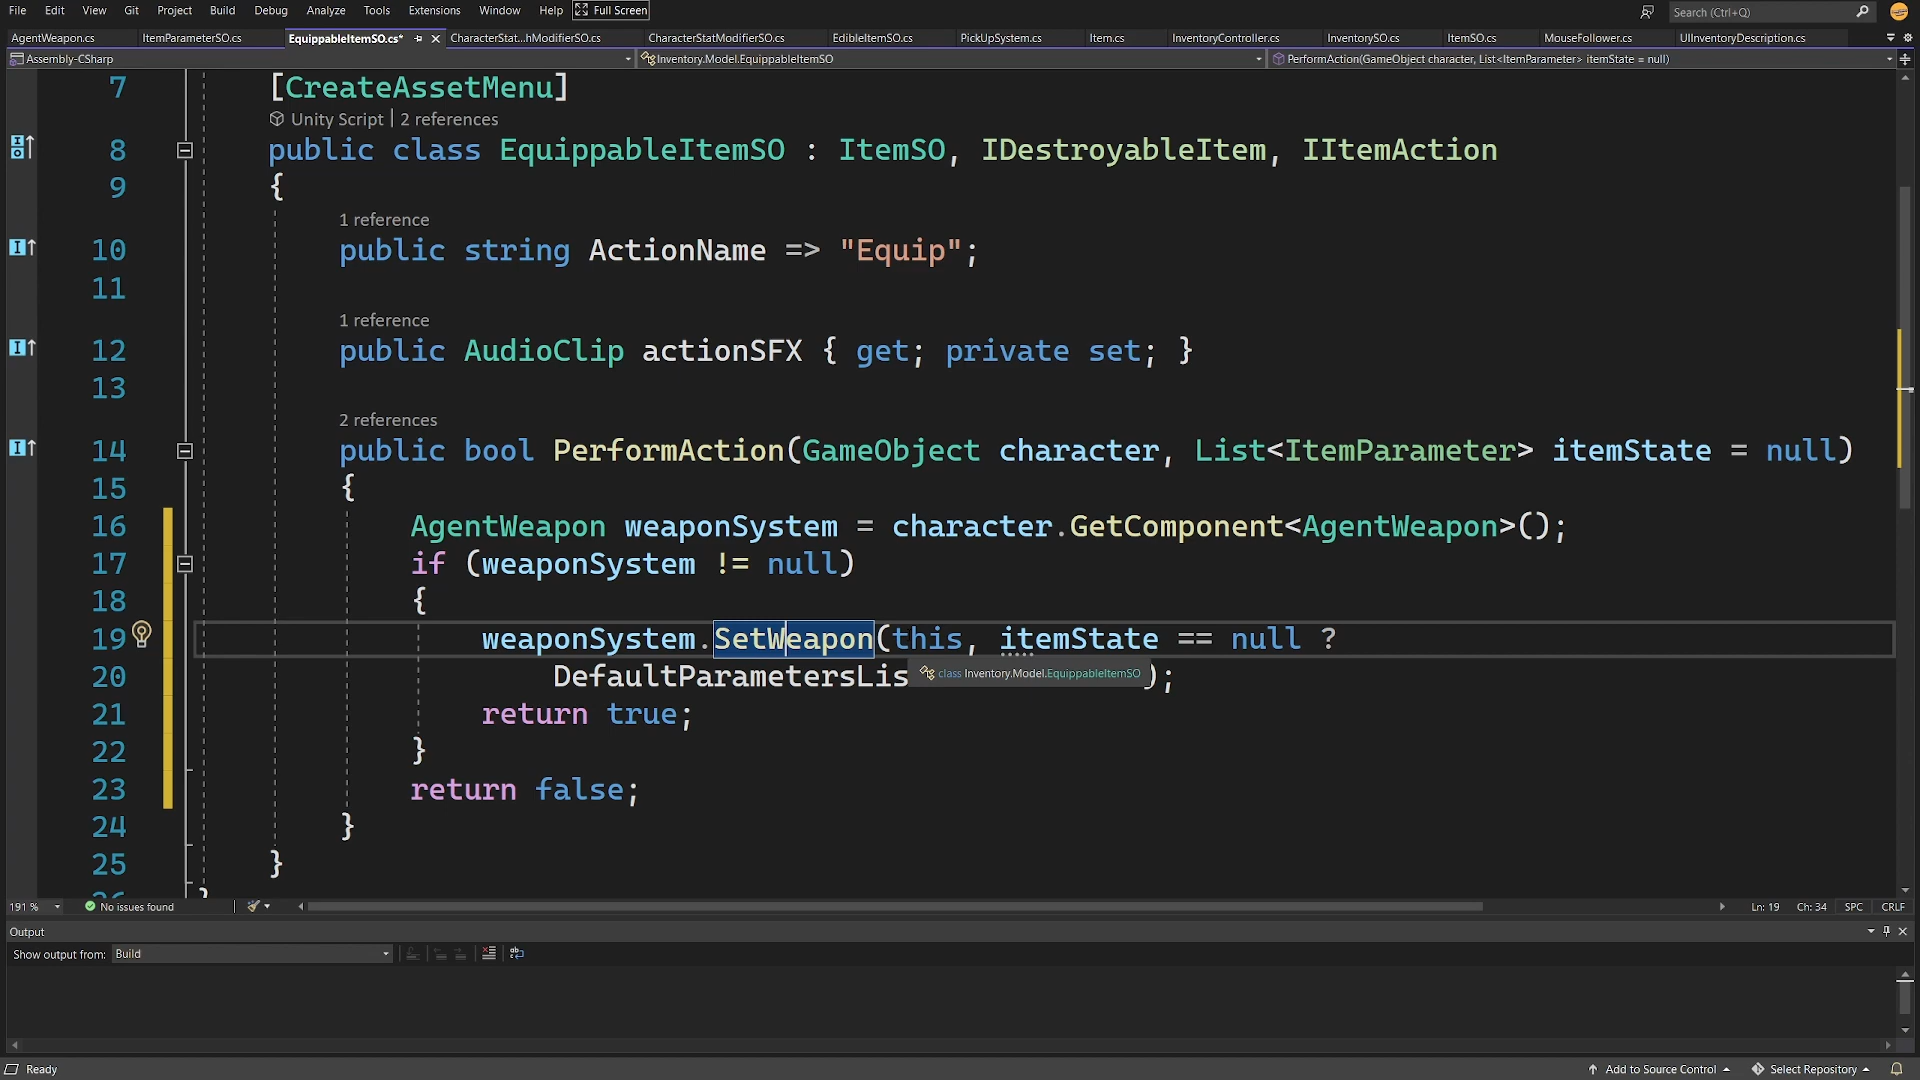 File Edit View Git Project Build Debug Analyze Tools Extensions Window Help Full Screen Search (Ctrl+Q)
AgentWeapon.cs ItemParameterSO.cs EquippableItemSO.cs* CharacterStat...hModifierSO.cs CharacterStatModifierSO.cs EdibleItemSO.cs PickUpSystem.cs Item.cs InventoryController.cs InventorySO.cs ItemSO.cs MouseFollower.cs UIInventoryDescription.cs
Assembly-CSharp Inventory.Model.EquippableItemSO PerformAction(GameObject character, List<ItemParameter> itemState = null)
7 [CreateAssetMenu]
Unity Script | 2 references
8 public class EquippableItemSO : ItemSO, IDestroyableItem, IItemAction
9 {
1 reference
10 public string ActionName => "Equip";
11
1 reference
12 public AudioClip actionSFX { get; private set; }
13
2 references
14 public bool PerformAction(GameObject character, List<ItemParameter> itemState = null)
15 {
16 AgentWeapon weaponSystem = character.GetComponent<AgentWeapon>();
17 if (weaponSystem != null)
18 {
19 weaponSystem.SetWeapon(this, itemState == null ?
20 DefaultParametersLis class Inventory.Model.EquippableItemSO );
21 return true;
22 }
23 return false;
24 }
25 }
191 % No issues found Ln: 19 Ch: 34 SPC CRLF
Output
Show output from: Build
Ready Add to Source Control Select Repository